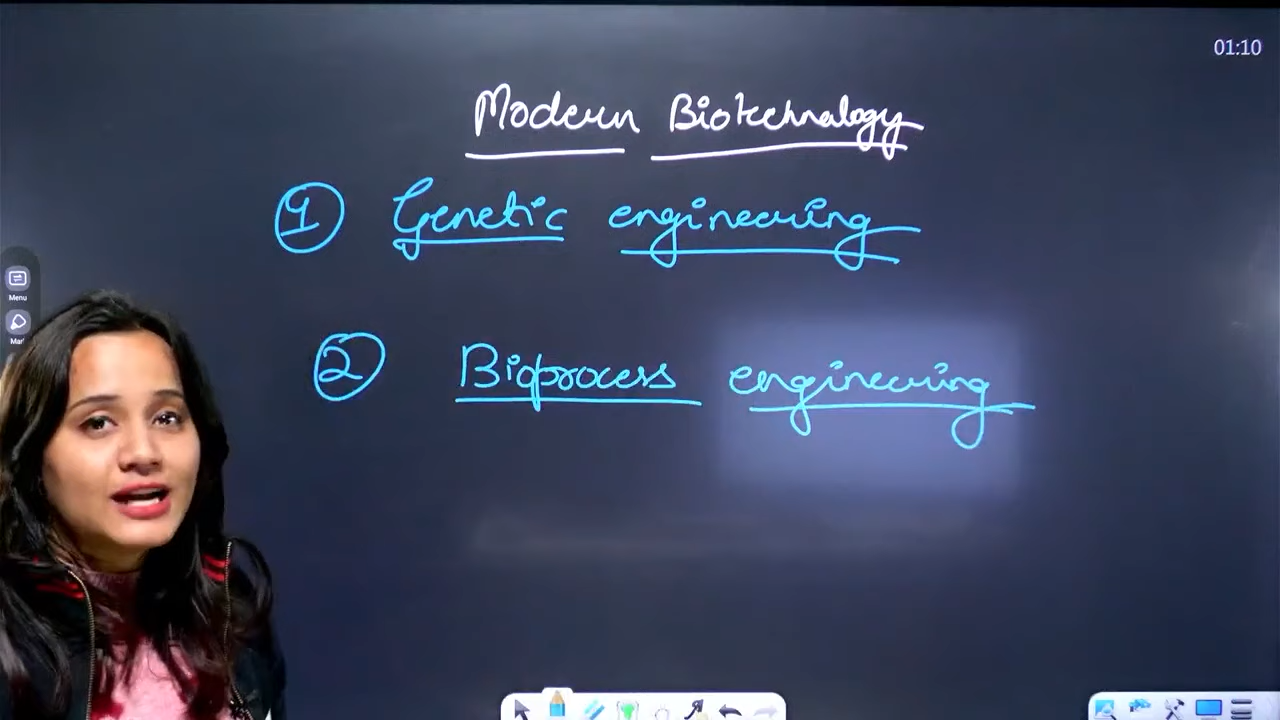 01:10
Modern Biotechnology
1 Genetic engineering
Menu
2 Bioprocess engineering